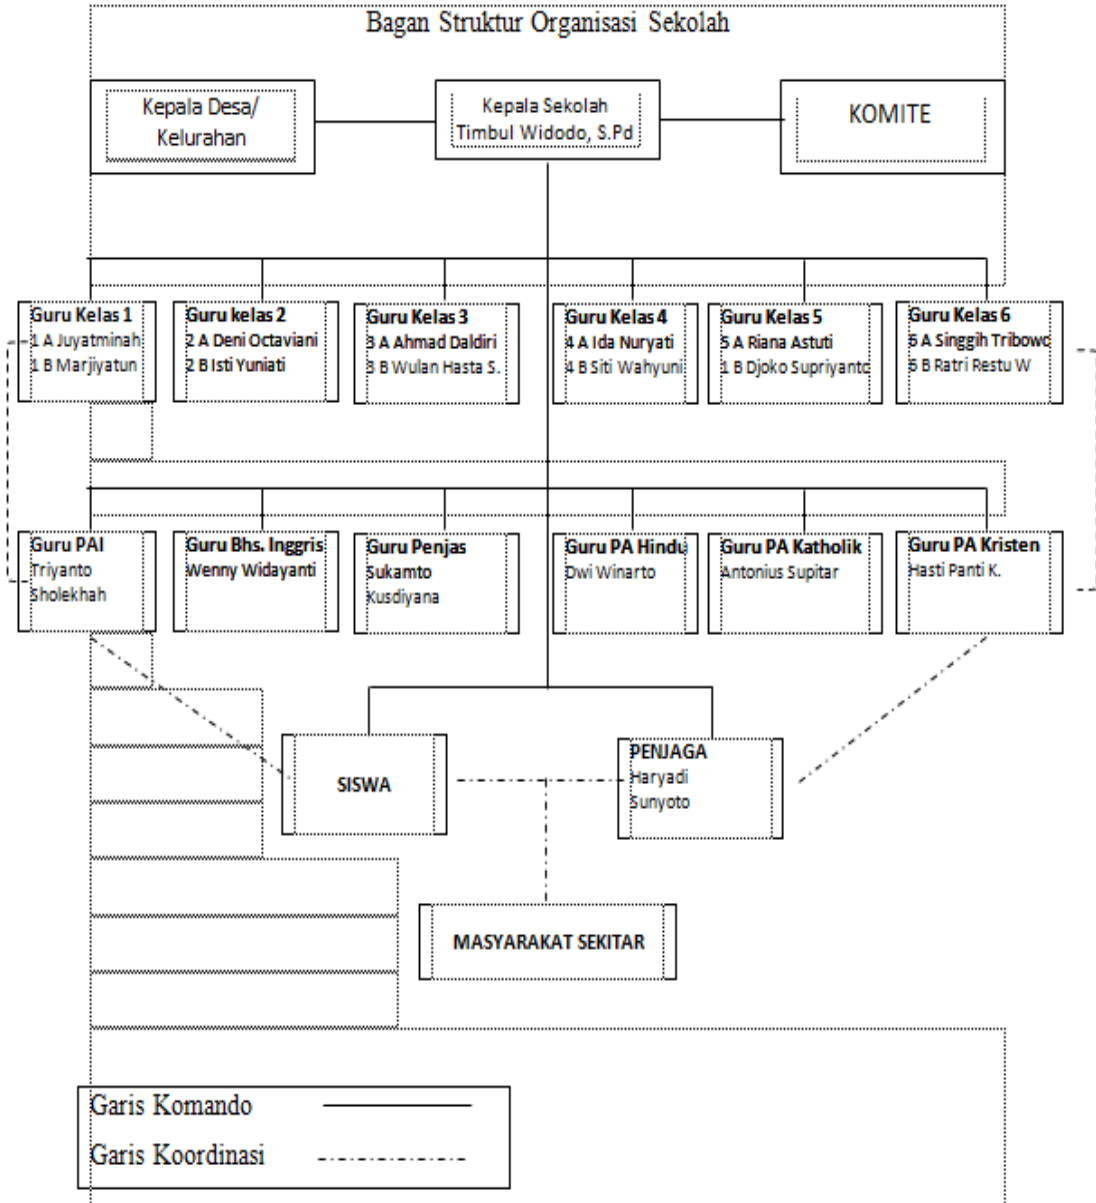 Bagan Struktur Organisasi Sekolah
Kepala Desa/
Kelurahan
Kepala Sekolah
Timbul Widodo, S.Pd
KOMITE
Guru Kelas 1
1 A Juyatminah
1 B Marjiyatun
Guru kelas 2
2 A Deni Octaviani
2 B Isti Yuniati
Guru Kelas 3
3 A Ahmad Daldiri
3 B Wulan Hasta S.
Guru Kelas 4
4 A Ida Nuryati
4 B Siti Wahyuni
Guru Kelas 5
5 A Riana Astuti
1 B Djoko Supriyanto
Guru Kelas 6
6 A Singgih Tribowo
6 B Ratri Restu W
Guru PAI
Triyanto
Sholekhah
Guru Bhs. Inggris
Wenny Widayanti
Guru Penjas
Sukamto
Kusdiyana
Guru PA Hindu
Dwi Winarto
Guru PA Katholik
Antonius Supitar
Guru PA Kristen
Hasti Panti K.
SISWA
PENJAGA
Haryadi
Sunyoto
MASYARAKAT SEKITAR
Garis Komando
Garis Koordinasi